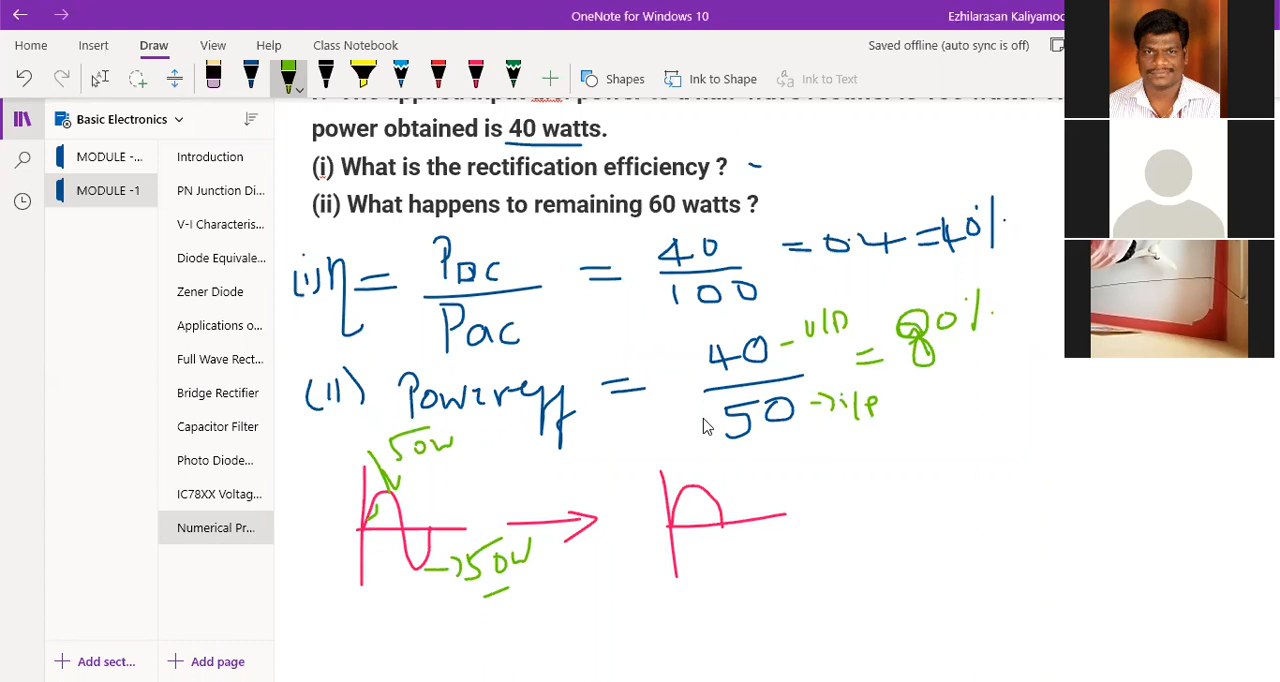 OneNote for Windows 10
Ezhilarasan Kaliyamoo
Home Insert Draw View Help Class Notebook
Saved offline (auto sync is off)
Shapes Ink to Shape Ink to Text
Basic Electronics
MODULE -...
MODULE -1
Introduction
PN Junction Di...
V-I Characteris...
Diode Equivale...
Zener Diode
Applications o...
Full Wave Rect...
Bridge Rectifier
Capacitor Filter
Photo Diode...
IC78XX Voltag...
Numerical Pr...
Add sect...
Add page
power obtained is 40 watts.
(i) What is the rectification efficiency ?
(ii) What happens to remaining 60 watts ?
(i) η = PDC / Pac = 40 / 100 = 0.4 = 40%
(ii) Power eff = 40 / 50 = 80%
50w
50w